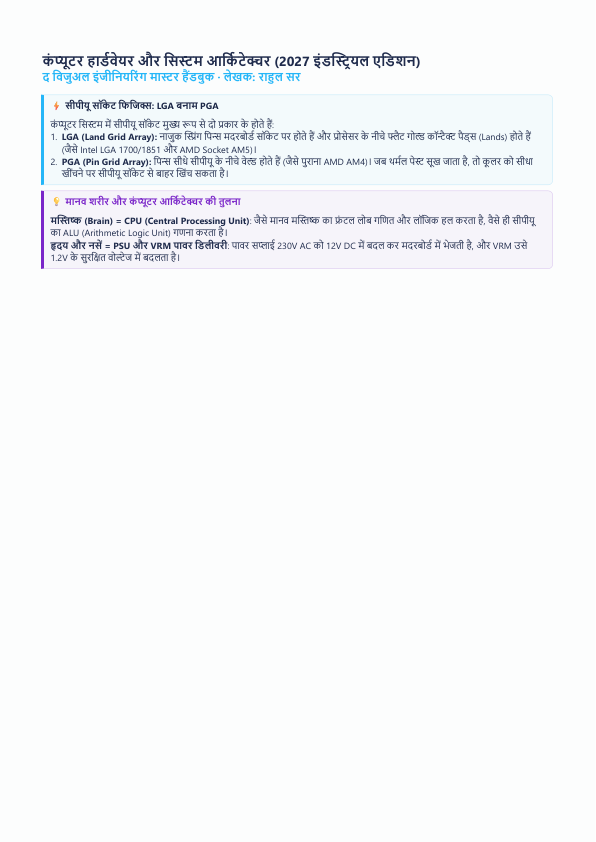 कंप्यूटर हार्डवेयर और सिस्टम आर्किटेक्चर (2027 इंडस्ट्रियल एडिशन)
द विजुअल इंजीनियरिंग मास्टर हैंडबुक · लेखक: राहुल सर
⚡ सीपीयू सॉकेट फिजिक्स: LGA बनाम PGA
कंप्यूटर सिस्टम में सीपीयू सॉकेट मुख्य रूप से दो प्रकार के होते हैं:
1. LGA (Land Grid Array): नाजुक स्प्रिंग पिन्स मदरबोर्ड सॉकेट पर होते हैं और प्रोसेसर के नीचे फ्लैट गोल्ड कॉन्टैक्ट पैड्स (Lands) होते हैं
(जैसे Intel LGA 1700/1851 और AMD Socket AM5)।
2. PGA (Pin Grid Array): पिन्स सीधे सीपीयू के नीचे वेल्ड होते हैं (जैसे पुराना AMD AM4)। जब थर्मल पेस्ट सूख जाता है, तो कूलर को सीधा
खींचने पर सीपीयू सॉकेट से बाहर खिंच सकता है।
💡 मानव शरीर और कंप्यूटर आर्किटेक्चर की तुलना
मस्तिष्क (Brain) = CPU (Central Processing Unit): जैसे मानव मस्तिष्क का फ्रंटल लोब गणित और लॉजिक हल करता है, वैसे ही सीपीयू
का ALU (Arithmetic Logic Unit) गणना करता है।
हृदय और नसें = PSU और VRM पावर डिलीवरी: पावर सप्लाई 230V AC को 12V DC में बदल कर मदरबोर्ड में भेजती है, और VRM उसे
1.2V के सुरक्षित वोल्टेज में बदलता है।